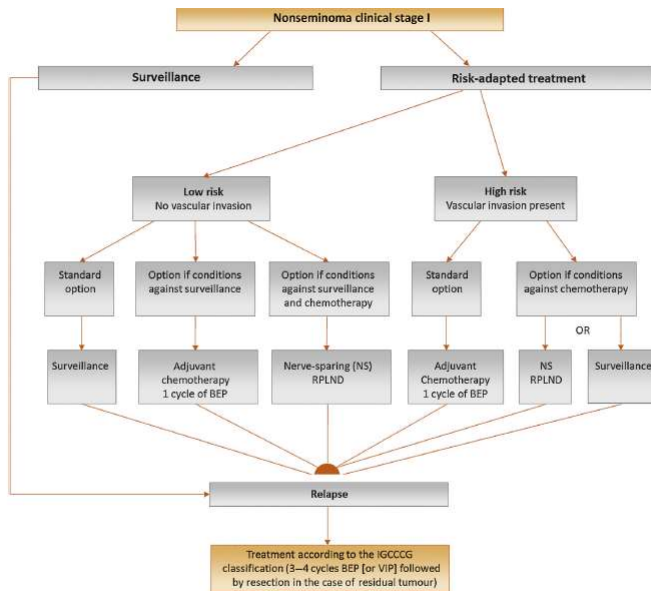 Nonseminoma clinical stage I
Surveillance
Risk-adapted treatment
Low risk
No vascular invasion
High risk
Vascular invasion present
Standard
option
Option if conditions
against surveillance
Option if conditions
against surveillance
and chemotherapy
Standard
option
Option if conditions
against chemotherapy
OR
Surveillance
Adjuvant
chemotherapy
1 cycle of BEP
Nerve-sparing (NS)
RPLND
Adjuvant
Chemotherapy
1 cycle of BEP
NS
RPLND
Surveillance
Relapse
Treatment according to the IGCCCG
classification (3–4 cycles BEP [or VIP] followed
by resection in the case of residual tumour)